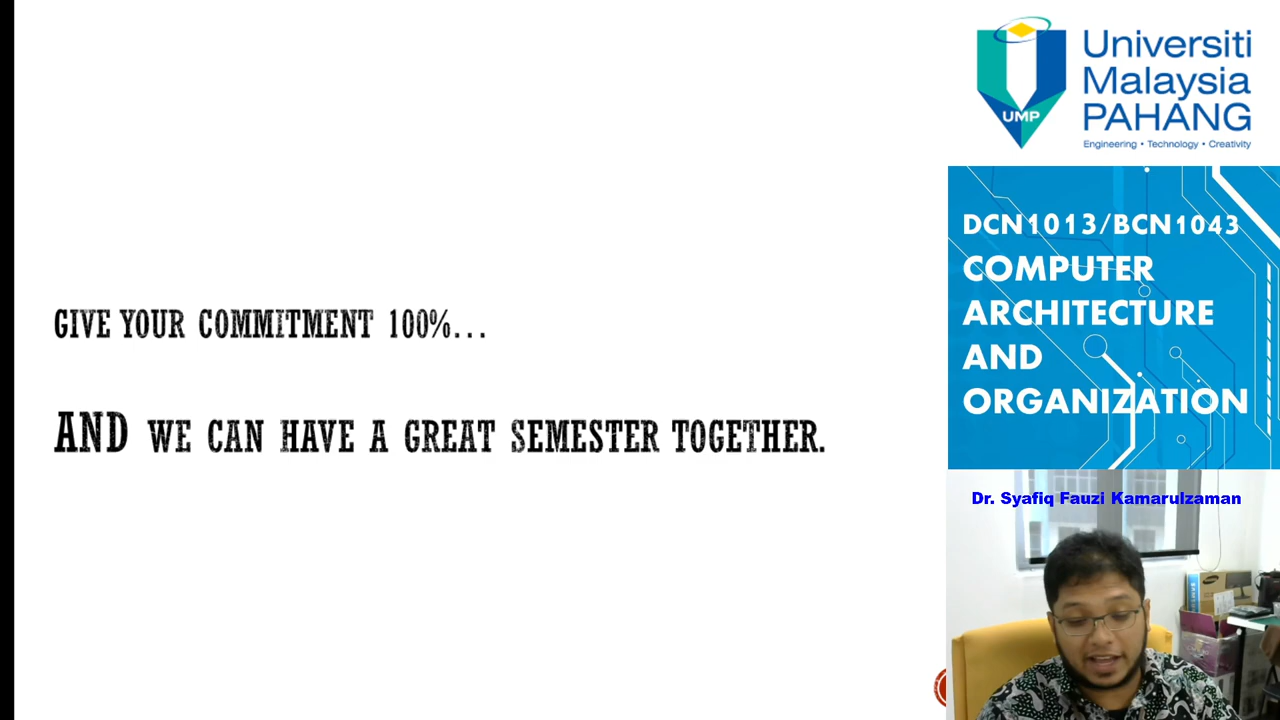 GIVE YOUR COMMITMENT 100%...
AND WE CAN HAVE A GREAT SEMESTER TOGETHER.
UMP
Universiti
Malaysia
PAHANG
Engineering • Technology • Creativity
DCN1013/BCN1043
COMPUTER
ARCHITECTURE
AND
ORGANIZATION
Dr. Syafiq Fauzi Kamarulzaman